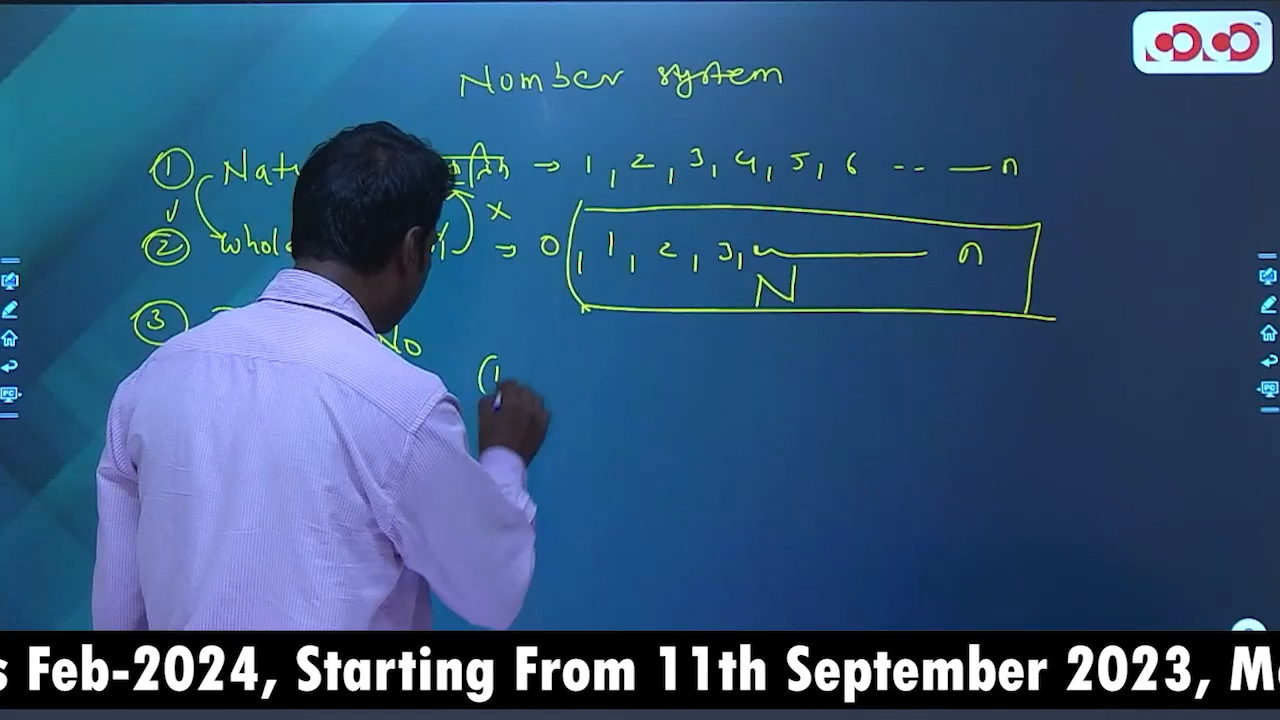 Number system
① Nat → 1, 2, 3, 4, 5, 6 -- — n
② whole x → 0, 1, 2, 3, — n
N
③ No
(1
s Feb-2024, Starting From 11th September 2023, M